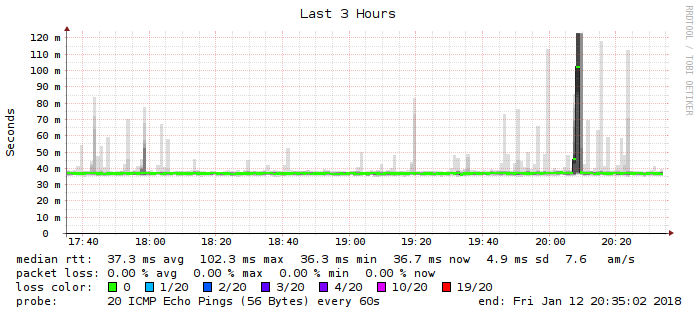 Last 3 Hours
RRDTOOL / TOBI OETIKER
Seconds
120 m
110 m
100 m
90 m
80 m
70 m
60 m
50 m
40 m
30 m
20 m
10 m
0
17:40 18:00 18:20 18:40 19:00 19:20 19:40 20:00 20:20
median rtt: 37.3 ms avg 102.3 ms max 36.3 ms min 36.7 ms now 4.9 ms sd 7.6 am/s
packet loss: 0.00 % avg 0.00 % max 0.00 % min 0.00 % now
loss color: 0 1/20 2/20 3/20 4/20 10/20 19/20
probe: 20 ICMP Echo Pings (56 Bytes) every 60s end: Fri Jan 12 20:35:02 2018